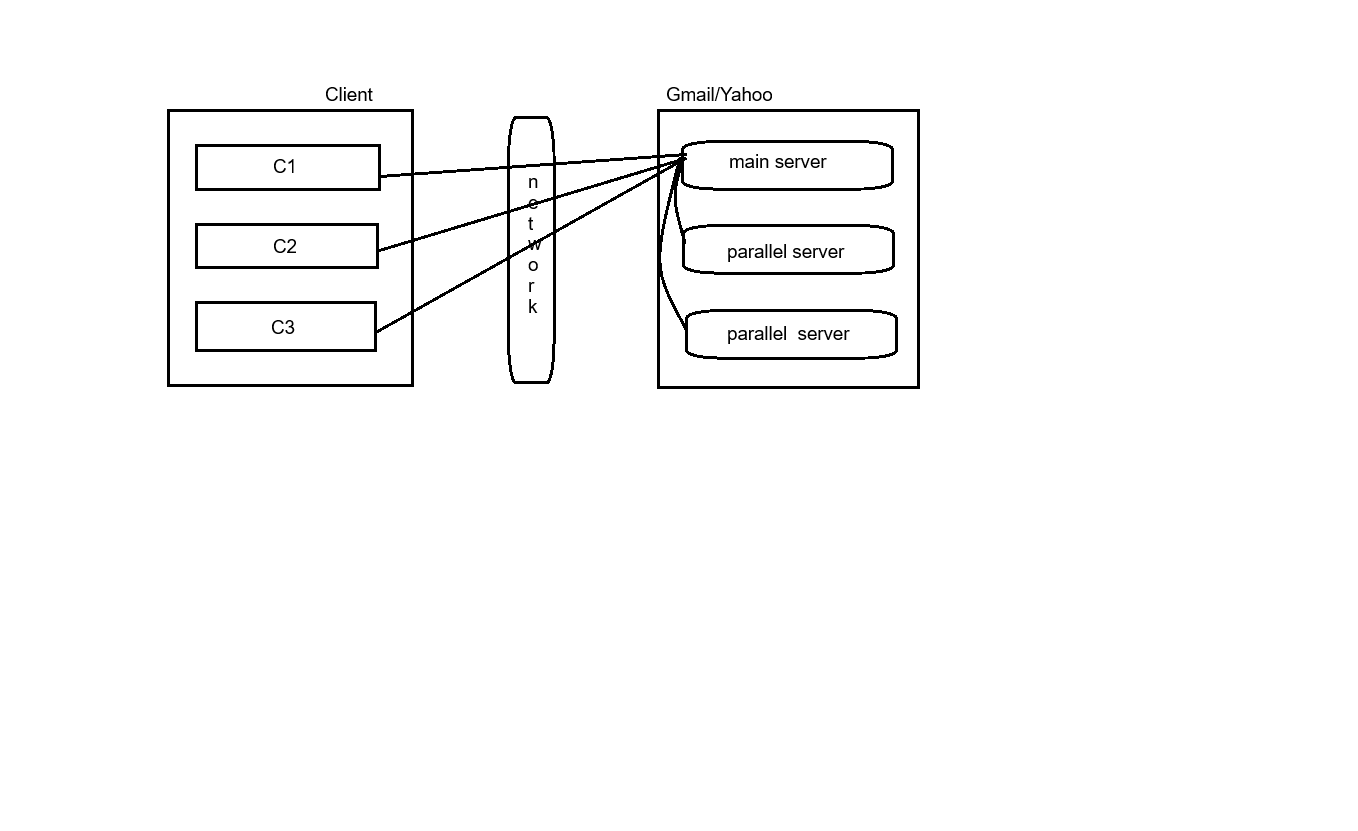 Client
Gmail/Yahoo
C1
C2
C3
n
e
t
w
o
r
k
main server
parallel server
parallel  server